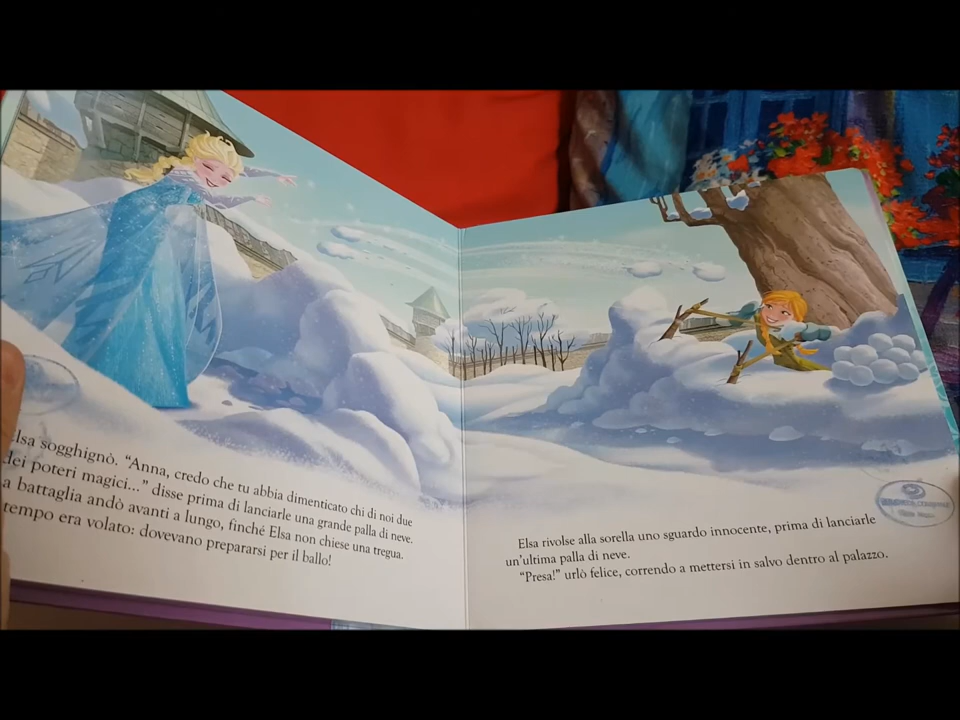 Elsa sogghignò. "Anna, credo che tu abbia dimenticato chi di noi due
dei poteri magici..." disse prima di lanciarle una grande palla di neve.
a battaglia andò avanti a lungo, finché Elsa non chiese una tregua.
tempo era volato: dovevano prepararsi per il ballo!
Elsa rivolse alla sorella uno sguardo innocente, prima di lanciarle
un'ultima palla di neve.
"Presa!" urlò felice, correndo a mettersi in salvo dentro al palazzo.